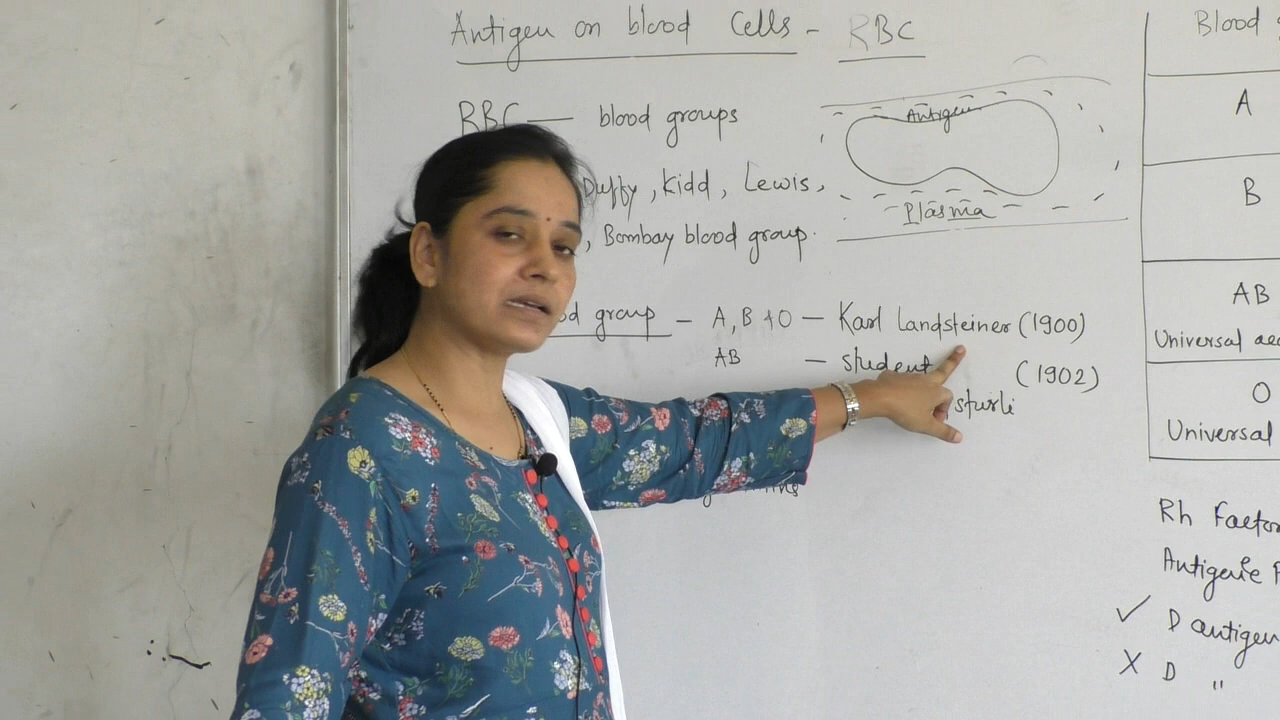 Antigen on blood Cells - RBC
RBC — blood groups
Duffy, Kidd, Lewis,
, Bombay blood group.
group - A, B + O — Karl Landsteiner (1900)
AB — student (1902)
sturli
Antigen
Plasma
Blood
A
B
AB
Universal
O
Universal
Rh Factor
Antigenic
✓ D antigen
X D "